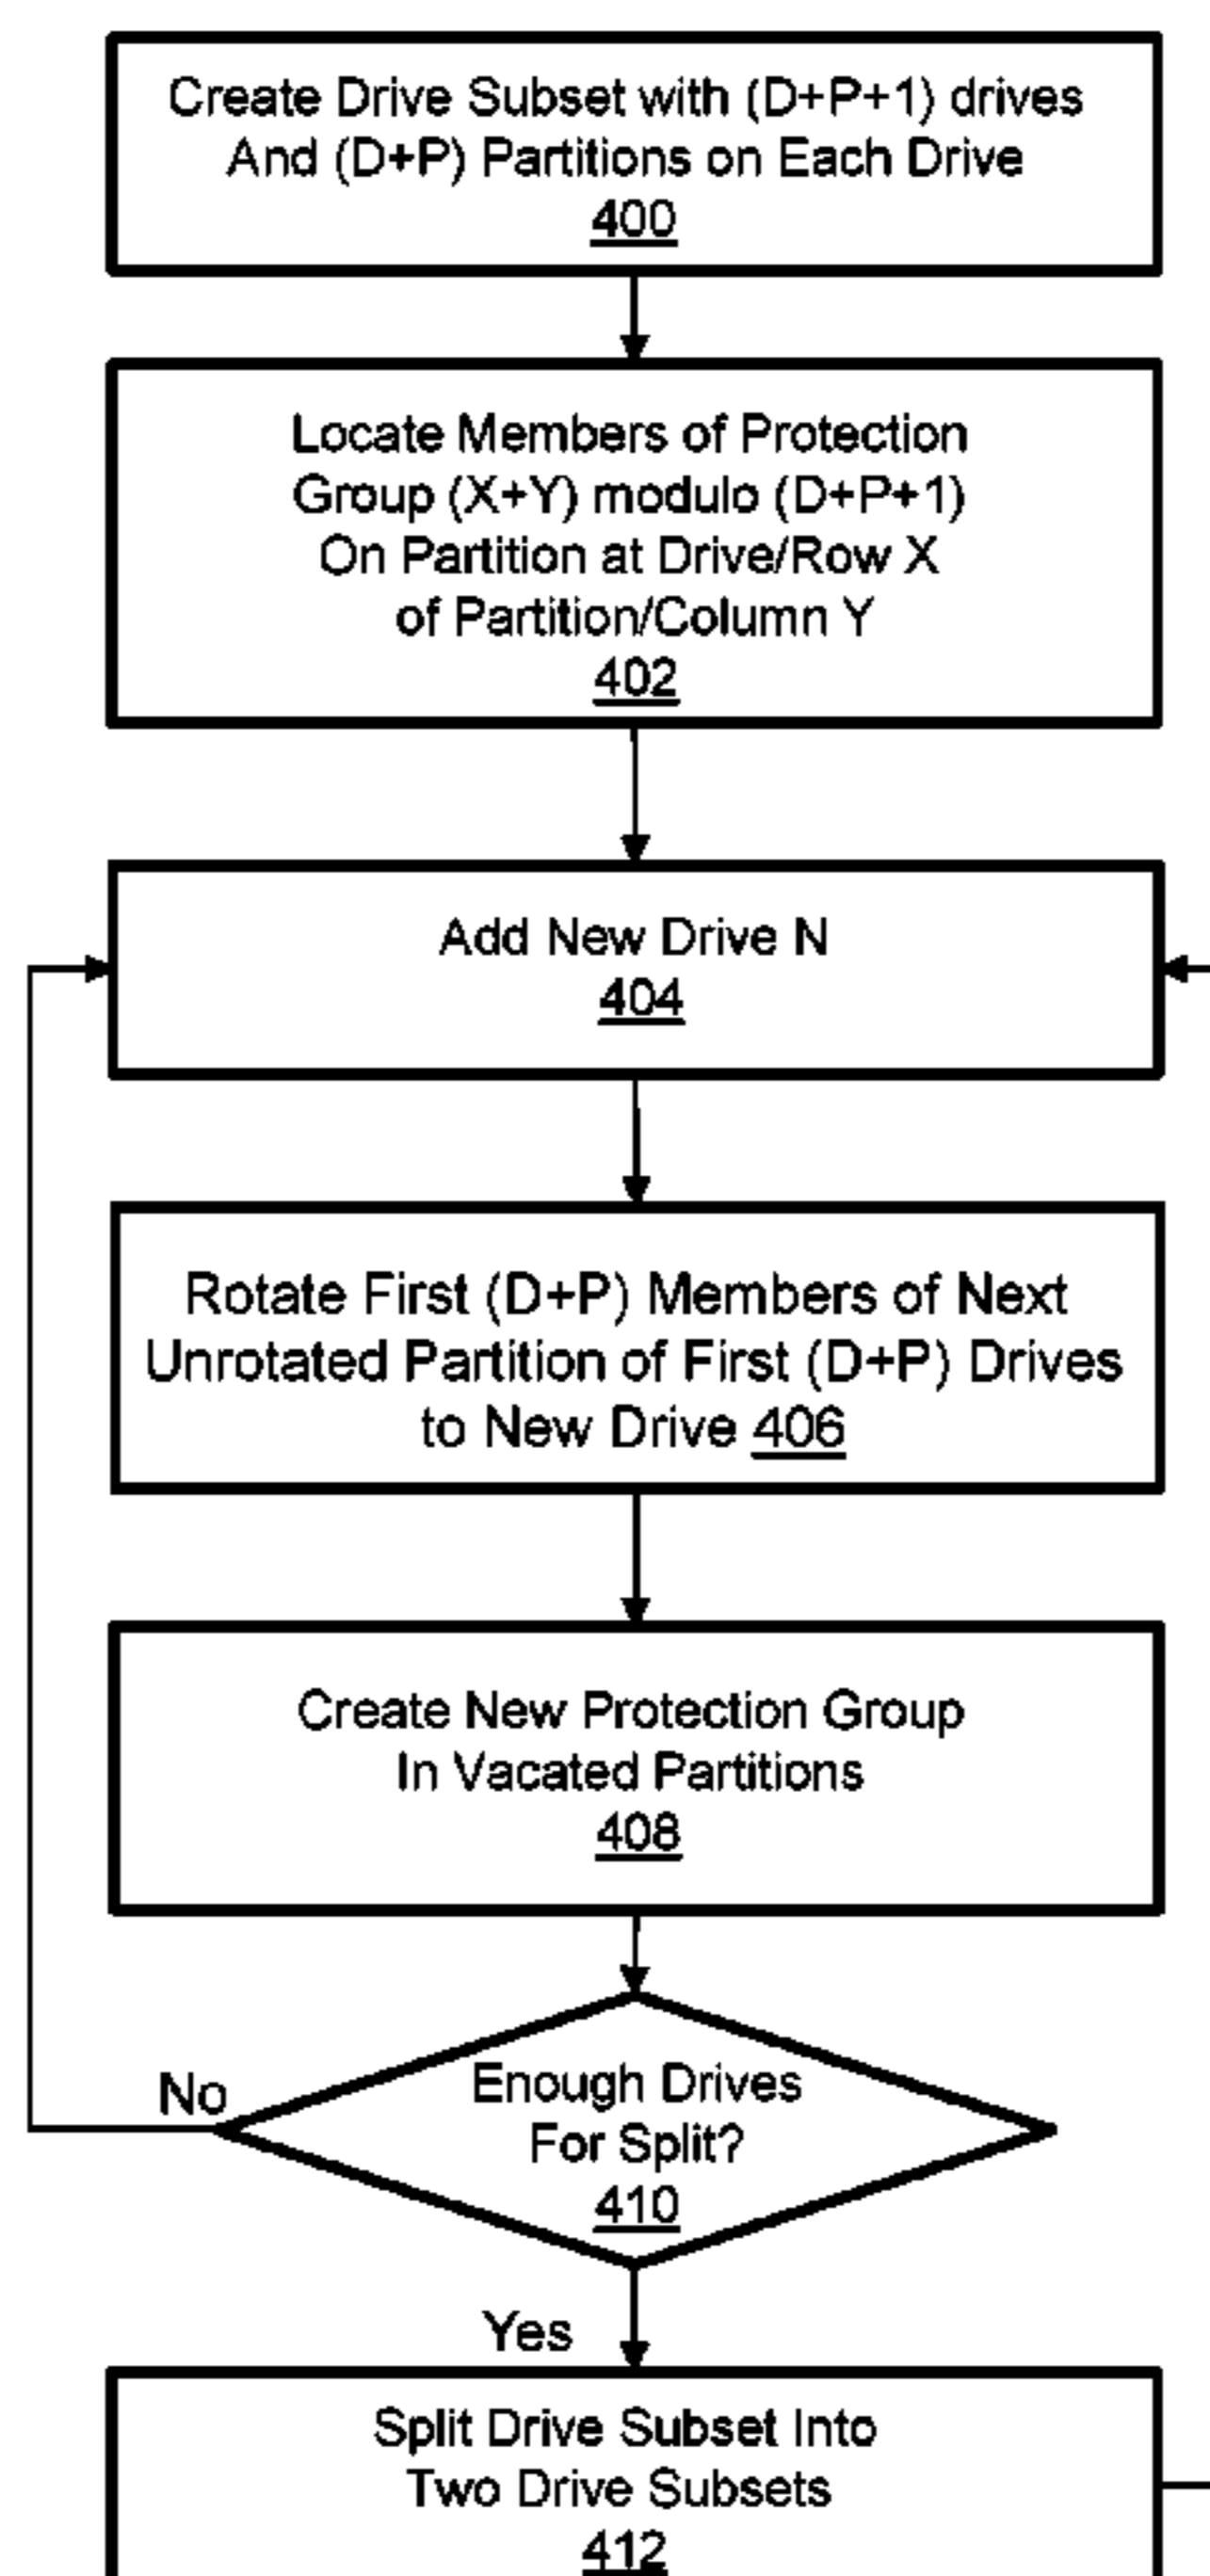 Create Drive Subset with (D+P+1) drives
And (D+P) Partitions on Each Drive
400
Locate Members of Protection
Group (X+Y) modulo (D+P+1)
On Partition at Drive/Row X
of Partition/Column Y
402
Add New Drive N
404
Rotate First (D+P) Members of Next
Unrotated Partition of First (D+P) Drives
to New Drive 406
Create New Protection Group
In Vacated Partitions
408
No
Enough Drives
For Split?
410
Yes
Split Drive Subset Into
Two Drive Subsets
412